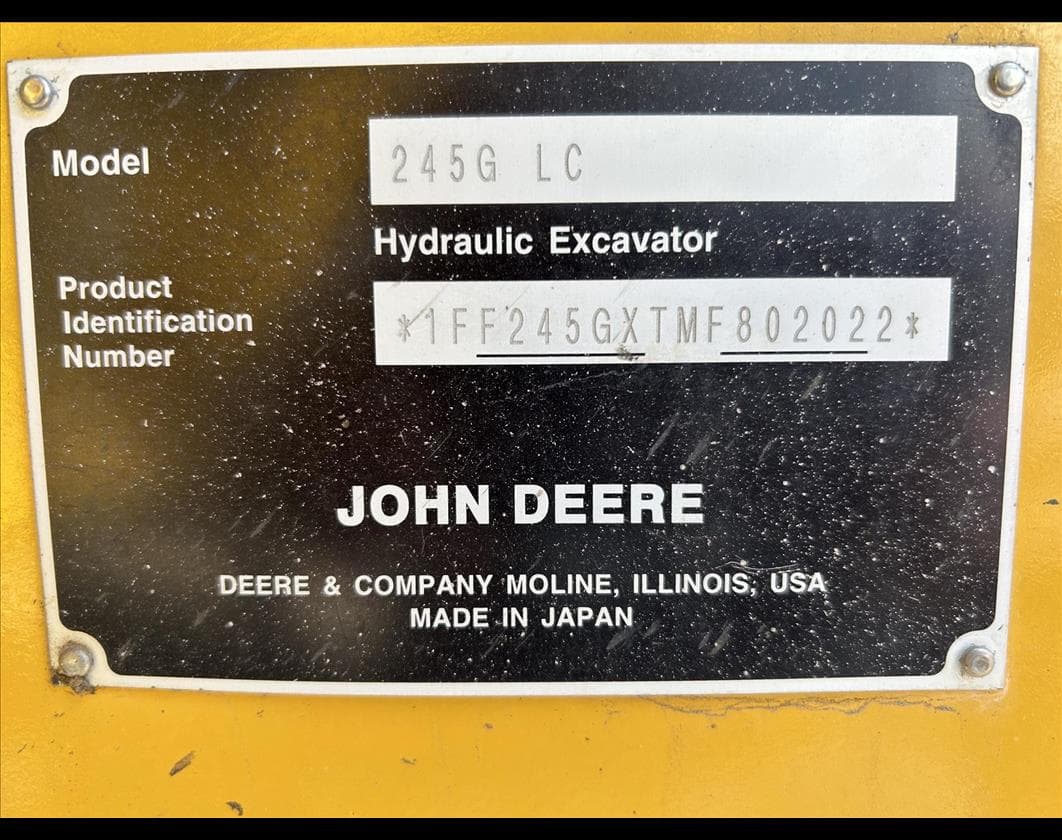 Model
245G LC
Hydraulic Excavator
Product
Identification
Number
*1FF245GXTMF802022*
JOHN DEERE
DEERE & COMPANY MOLINE, ILLINOIS, USA
MADE IN JAPAN